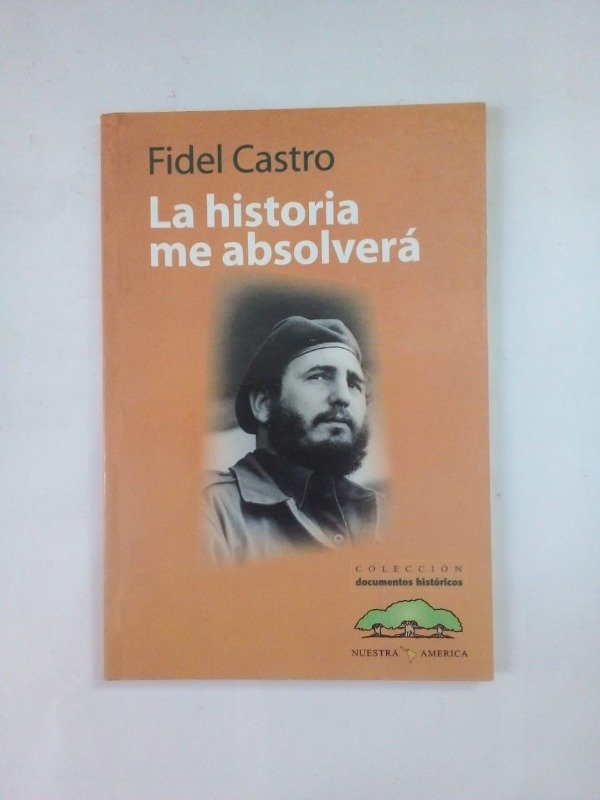 Fidel Castro
La historia
me absolverá
COLECCIÓN
documentos históricos
NUESTRA AMERICA